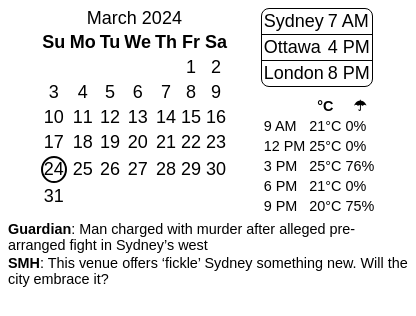 March 2024
Su Mo Tu We Th Fr Sa
1 2
3 4 5 6 7 8 9
10 11 12 13 14 15 16
17 18 19 20 21 22 23
24 25 26 27 28 29 30
31
Sydney 7 AM
Ottawa 4 PM
London 8 PM
°C ☂
9 AM 21°C 0%
12 PM 25°C 0%
3 PM 25°C 76%
6 PM 21°C 0%
9 PM 20°C 75%
Guardian: Man charged with murder after alleged pre-
arranged fight in Sydney’s west
SMH: This venue offers ‘fickle’ Sydney something new. Will the
city embrace it?